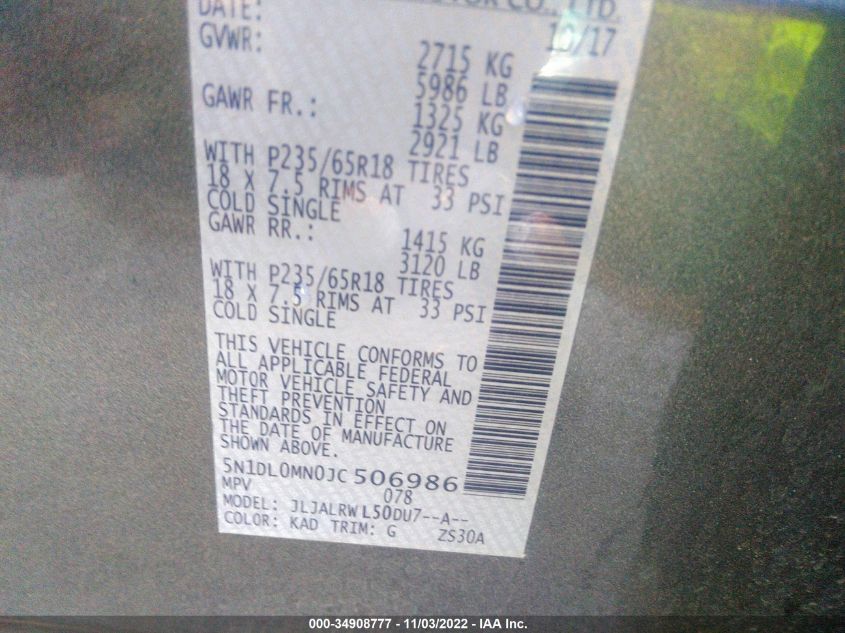 DATE: MOTOR CO., LTD.
GVWR: 10/17
2715 KG
5986 LB
GAWR FR.: 1325 KG
2921 LB
WITH P235/65R18 TIRES
18 X 7.5 RIMS AT 33 PSI
COLD SINGLE
GAWR RR.: 1415 KG
3120 LB
WITH P235/65R18 TIRES
18 X 7.5 RIMS AT 33 PSI
COLD SINGLE
THIS VEHICLE CONFORMS TO
ALL APPLICABLE FEDERAL
MOTOR VEHICLE SAFETY AND
THEFT PREVENTION
STANDARDS IN EFFECT ON
THE DATE OF MANUFACTURE
SHOWN ABOVE.
5N1DL0MN0JC506986
MPV 078
MODEL: JLJALRWL50DU7--A--
COLOR: KAD TRIM: G ZS30A
000-34908777 - 11/03/2022 - IAA Inc.